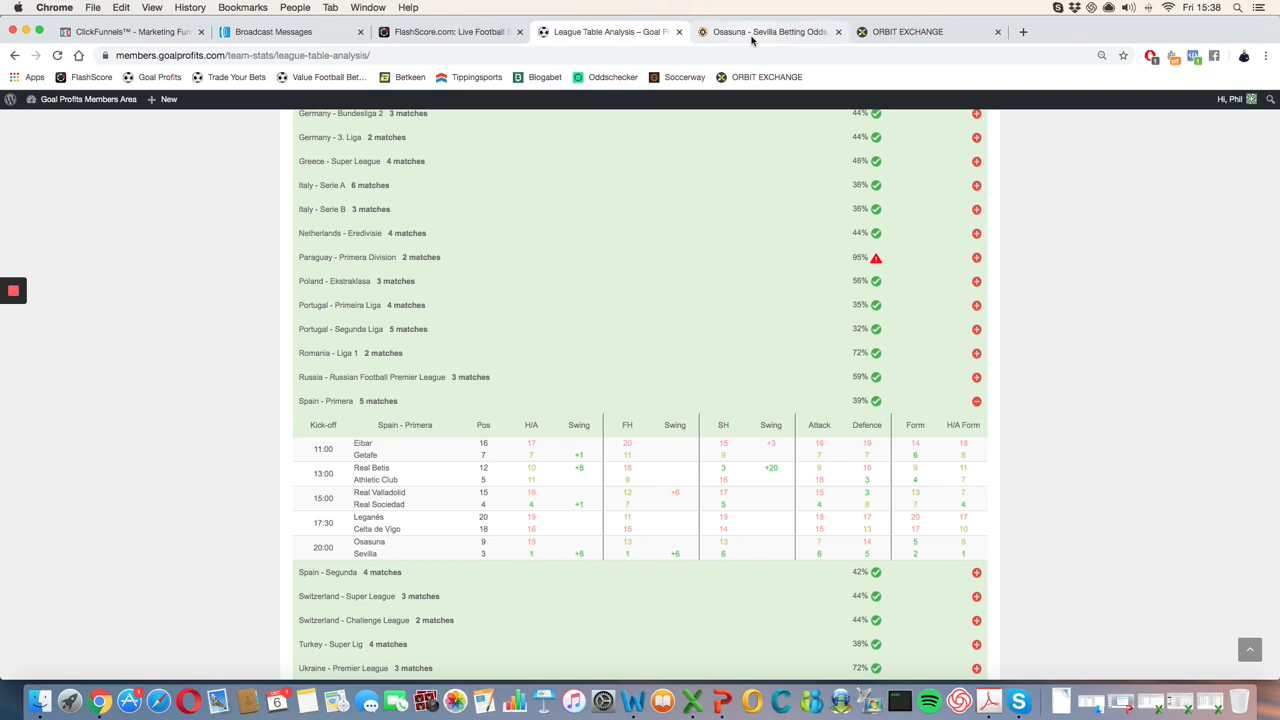 Chrome File Edit View History Bookmarks People Tab Window Help Fri 15:38
ClickFunnels™ - Marketing Fun Broadcast Messages FlashScore.com: Live Football S League Table Analysis – Goal P Osasuna - Sevilla Betting Odds, ORBIT EXCHANGE
members.goalprofits.com/team-stats/league-table-analysis/
Apps FlashScore Goal Profits Trade Your Bets Value Football Bet... Betkeen Tippingsports Blogabet Oddschecker Soccerway ORBIT EXCHANGE
Goal Profits Members Area New Hi, Phil
Germany - Bundesliga 2 3 matches 44%
Germany - 3. Liga 2 matches 44%
Greece - Super League 4 matches 46%
Italy - Serie A 6 matches 36%
Italy - Serie B 3 matches 36%
Netherlands - Eredivisie 4 matches 44%
Paraguay - Primera Division 2 matches 95%
Poland - Ekstraklasa 3 matches 56%
Portugal - Primeira Liga 4 matches 35%
Portugal - Segunda Liga 5 matches 32%
Romania - Liga 1 2 matches 72%
Russia - Russian Football Premier League 3 matches 59%
Spain - Primera 5 matches 39%
Kick-off Spain - Primera Pos H/A Swing FH Swing SH Swing Attack Defence Form H/A Form
11:00
Eibar 16 17 20 15 +3 16 19 14 18
Getafe 7 7 +1 11 9 7 7 6 8
13:00
Real Betis 12 10 +8 16 3 +20 9 16 9 11
Athletic Club 5 11 9 16 18 3 4 7
15:00
Real Valladolid 15 16 12 +6 17 15 3 13 7
Real Sociedad 4 4 +1 7 5 4 8 7 4
17:30
Leganés 20 19 11 19 18 17 20 17
Celta de Vigo 18 16 15 14 15 13 17 10
20:00
Osasuna 9 15 13 13 7 14 5 8
Sevilla 3 1 +8 1 +6 6 6 5 2 1
Spain - Segunda 4 matches 42%
Switzerland - Super League 3 matches 44%
Switzerland - Challenge League 2 matches 44%
Turkey - Super Lig 4 matches 38%
Ukraine - Premier League 3 matches 72%